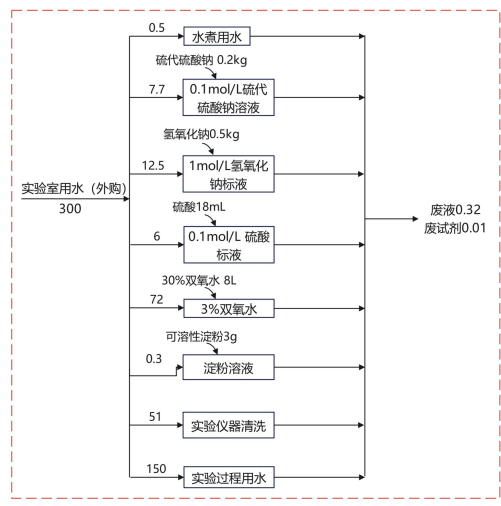 0.5
水煮用水
硫代硫酸钠 0.2kg
7.7
0.1mol/L硫代
硫酸钠溶液
氢氧化钠0.5kg
12.5
1mol/L氢氧化
钠标液
实验室用水（外购）
300
硫酸18mL
6
0.1mol/L 硫酸
标液
废液0.32
废试剂0.01
30%双氧水 8L
72
3%双氧水
可溶性淀粉3g
0.3
淀粉溶液
51
实验仪器清洗
150
实验过程用水